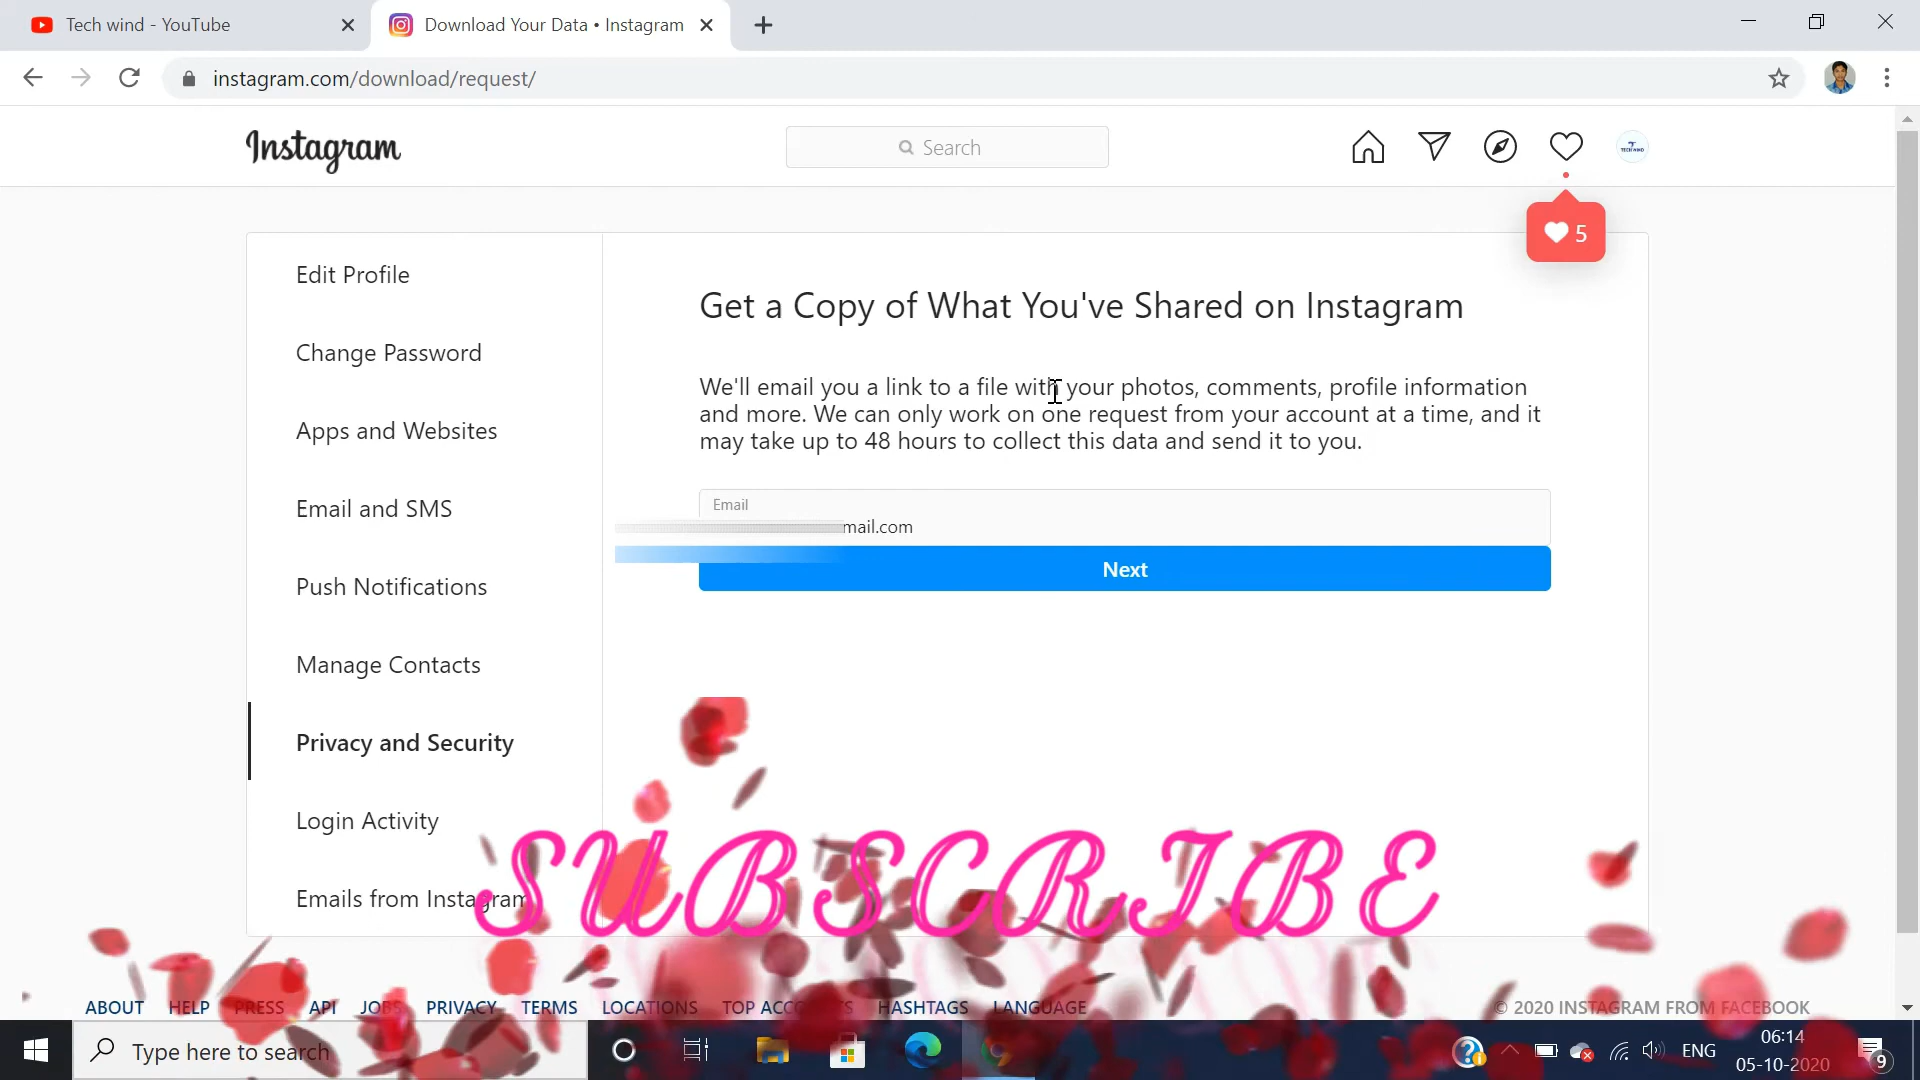 Tech wind - YouTube
Download Your Data • Instagram
instagram.com/download/request/
Instagram
Search
TECH WIND
5
Edit Profile
Change Password
Apps and Websites
Email and SMS
Push Notifications
Manage Contacts
Privacy and Security
Login Activity
Emails from Instagram
Get a Copy of What You've Shared on Instagram
We'll email you a link to a file with your photos, comments, profile information
and more. We can only work on one request from your account at a time, and it
may take up to 48 hours to collect this data and send it to you.
Email
mail.com
Next
SUBSCRIBE
ABOUT HELP PRESS API JOBS PRIVACY TERMS LOCATIONS TOP ACCOUNTS HASHTAGS LANGUAGE
© 2020 INSTAGRAM FROM FACEBOOK
Type here to search
ENG
06:14
05-10-2020
9